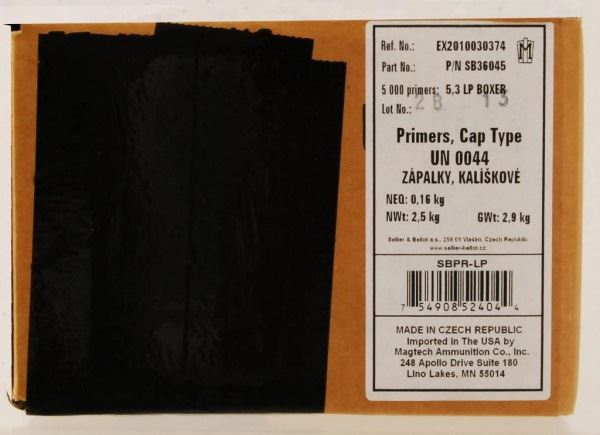 Ref. No.: EX2010030374
Part No.: P/N SB36045
5 000 primers: 5,3 LP BOXER
Lot No.: 28 13
Primers, Cap Type
UN 0044
ZÁPALKY, KALÍŠKOVÉ
NEQ: 0,16 kg
NWt: 2,5 kg GWt: 2,9 kg
Sellier & Bellot a.s., 258 01 Vlasim, Czech Republic
www.sellier-bellot.cz
SBPR-LP
7 54908 52404 4
MADE IN CZECH REPUBLIC
Imported in The USA by
Magtech Ammunition Co., Inc.
248 Apollo Drive Suite 180
Lino Lakes, MN 55014